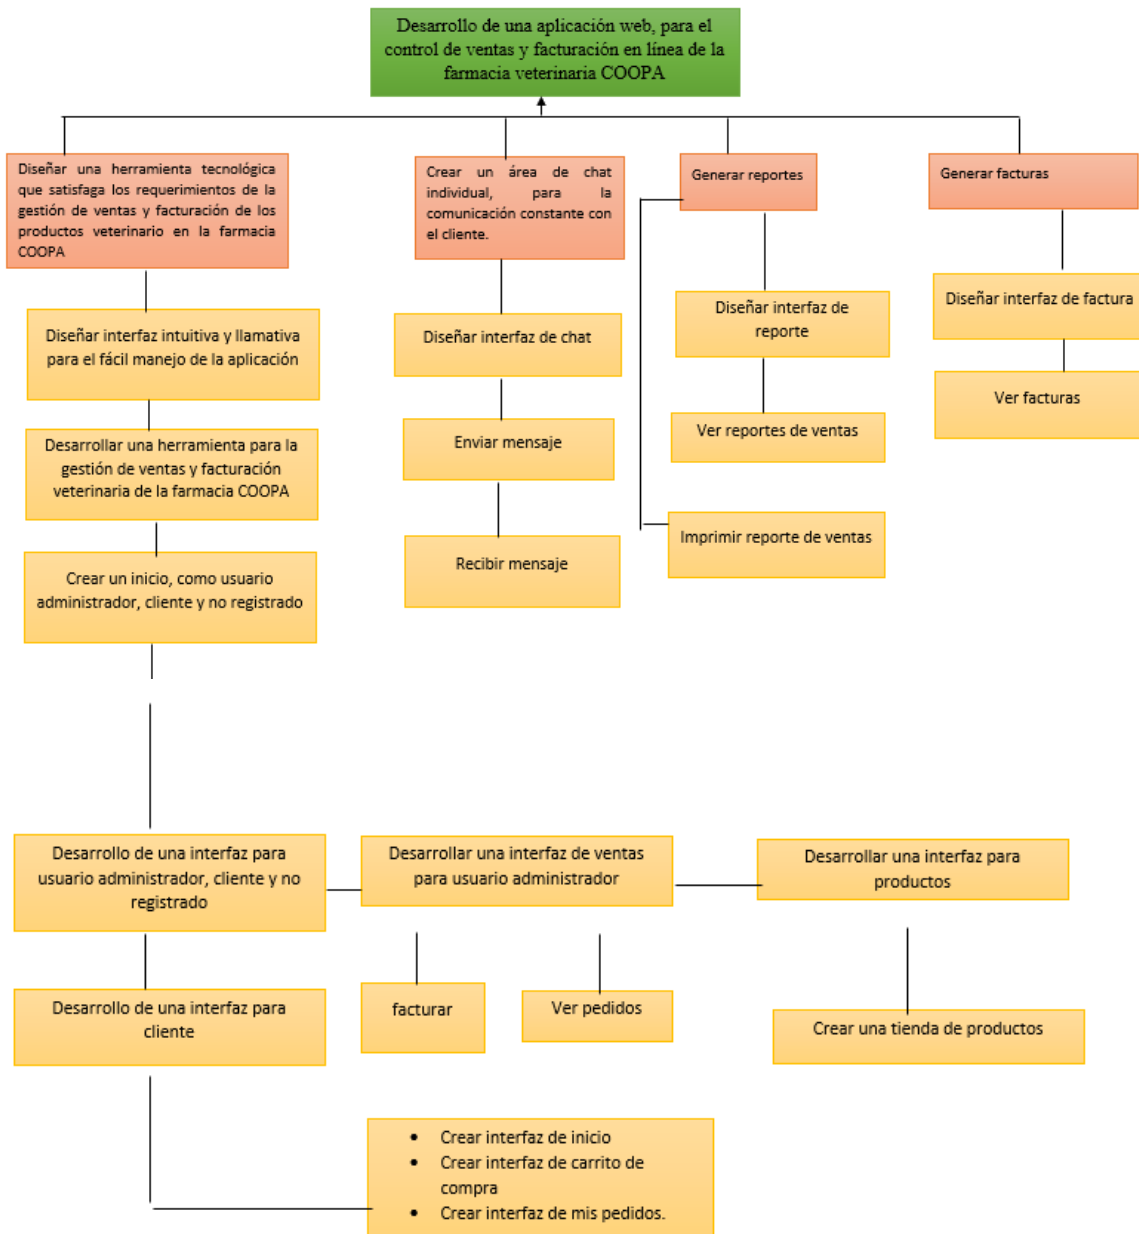 Desarrollo de una aplicación web, para el
control de ventas y facturación en línea de la
farmacia veterinaria COOPA
Diseñar una herramienta tecnológica
que satisfaga los requerimientos de la
gestión de ventas y facturación de los
productos veterinario en la farmacia
COOPA
Crear un área de chat
individual, para la
comunicación constante con
el cliente.
Generar reportes
Generar facturas
Diseñar interfaz intuitiva y llamativa
para el fácil manejo de la aplicación
Diseñar interfaz de chat
Diseñar interfaz de
reporte
Diseñar interfaz de factura
Desarrollar una herramienta para la
gestión de ventas y facturación
veterinaria de la farmacia COOPA
Enviar mensaje
Ver reportes de ventas
Ver facturas
Crear un inicio, como usuario
administrador, cliente y no registrado
Recibir mensaje
Imprimir reporte de ventas
Desarrollo de una interfaz para
usuario administrador, cliente y no
registrado
Desarrollar una interfaz de ventas
para usuario administrador
Desarrollar una interfaz para
productos
Desarrollo de una interfaz para
cliente
facturar
Ver pedidos
Crear una tienda de productos
• Crear interfaz de inicio
• Crear interfaz de carrito de
compra
• Crear interfaz de mis pedidos.